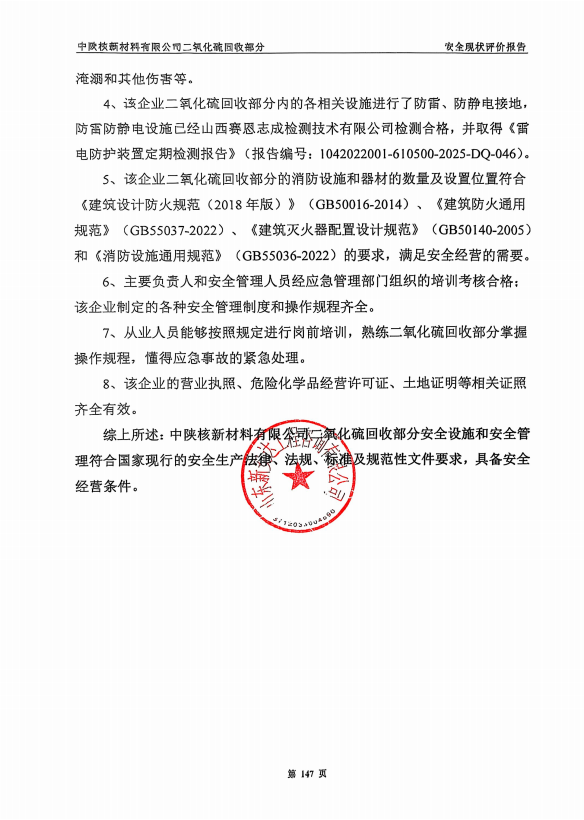 中陕核新材料有限公司二氧化硫回收部分 安全现状评价报告
淹溺和其他伤害等。
4、该企业二氧化硫回收部分内的各相关设施进行了防雷、防静电接地，
防雷防静电设施已经山西赛恩志成检测技术有限公司检测合格，并取得《雷
电防护装置定期检测报告》（报告编号：1042022001-610500-2025-DQ-046）。
5、该企业二氧化硫回收部分的消防设施和器材的数量及设置位置符合
《建筑设计防火规范（2018 年版）》（GB50016-2014）、《建筑防火通用
规范》（GB55037-2022）、《建筑灭火器配置设计规范》（GB50140-2005）
和《消防设施通用规范》（GB55036-2022）的要求，满足安全经营的需要。
6、主要负责人和安全管理人员经应急管理部门组织的培训考核合格；
该企业制定的各种安全管理制度和操作规程齐全。
7、从业人员能够按照规定进行岗前培训，熟练二氧化硫回收部分掌握
操作规程，懂得应急事故的紧急处理。
8、该企业的营业执照、危险化学品经营许可证、土地证明等相关证照
齐全有效。
综上所述：中陕核新材料有限公司二氧化硫回收部分安全设施和安全管
理符合国家现行的安全生产法律、法规、标准及规范性文件要求，具备安全
经营条件。
第 147 页